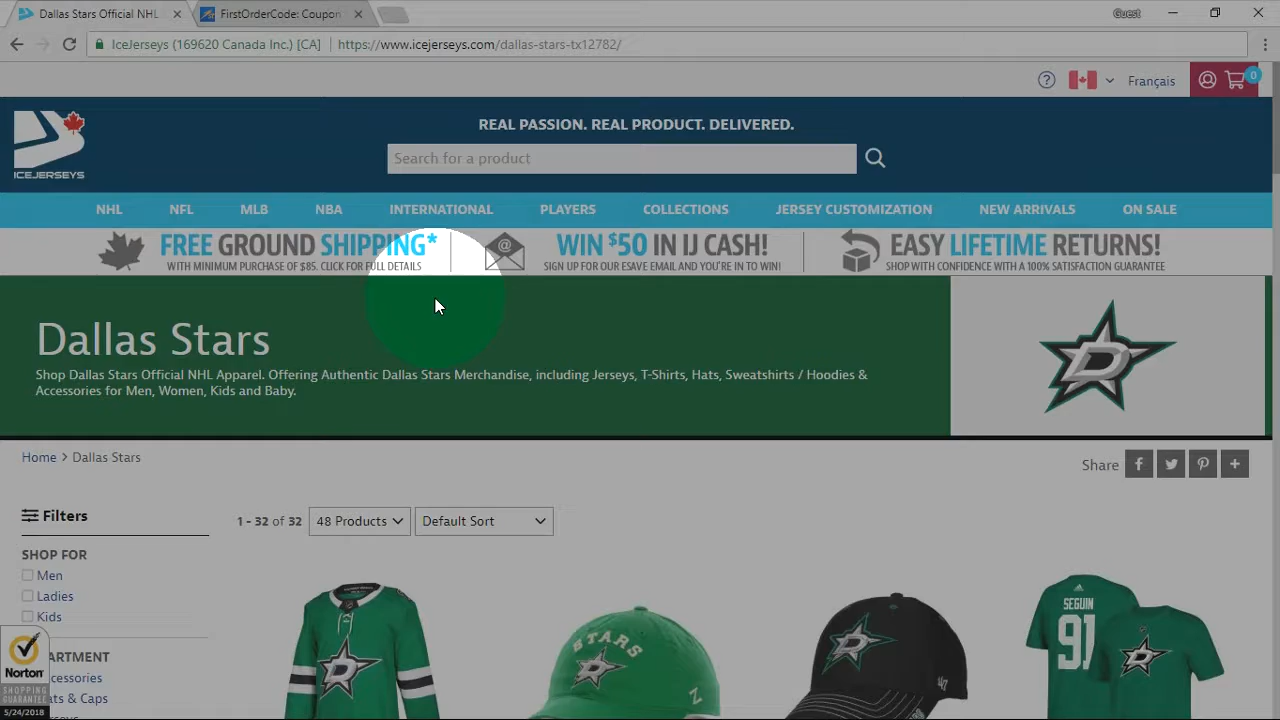 Dallas Stars Official NHL
FirstOrderCode: Coupon
Guest
IceJerseys (169620 Canada Inc.) [CA]
https://www.icejerseys.com/dallas-stars-tx12782/
?
Français
0
ICEJERSEYS
REAL PASSION. REAL PRODUCT. DELIVERED.
Search for a product
NHL NFL MLB NBA INTERNATIONAL PLAYERS COLLECTIONS JERSEY CUSTOMIZATION NEW ARRIVALS ON SALE
FREE GROUND SHIPPING*
WITH MINIMUM PURCHASE OF $85. CLICK FOR FULL DETAILS
@
WIN $50 IN IJ CASH!
SIGN UP FOR OUR ESAVE EMAIL AND YOU'RE IN TO WIN!
EASY LIFETIME RETURNS!
SHOP WITH CONFIDENCE WITH A 100% SATISFACTION GUARANTEE
Dallas Stars
Shop Dallas Stars Official NHL Apparel. Offering Authentic Dallas Stars Merchandise, including Jerseys, T-Shirts, Hats, Sweatshirts / Hoodies &
Accessories for Men, Women, Kids and Baby.
D
Home > Dallas Stars
Share
Filters
1 - 32 of 32
48 Products
Default Sort
SHOP FOR
Men
Ladies
Kids
ARTMENT
cessories
ats & Caps
Norton
SHOPPING
GUARANTEE
5/24/2018
D
STARS
D
Z
D
47
SEGUIN
91
D